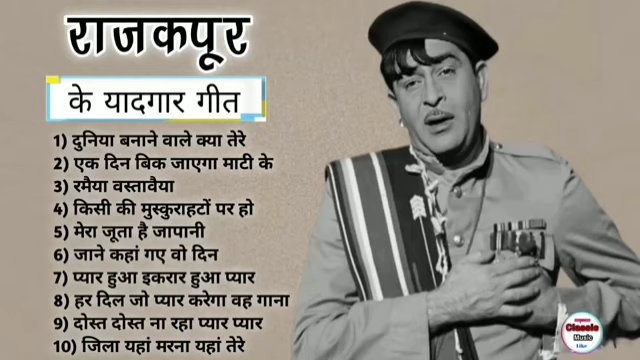 राजकपूर
के यादगार गीत
1) दुनिया बनाने वाले क्या तेरे
2) एक दिन बिक जाएगा माटी के
3) रमैया वस्तावैया
4) किसी की मुस्कुराहटों पर हो
5) मेरा जूता है जापानी
6) जाने कहां गए वो दिन
7) प्यार हुआ इकरार हुआ प्यार
8) हर दिल जो प्यार करेगा वह गाना
9) दोस्त दोस्त ना रहा प्यार प्यार
10) जिला यहां मरना यहां तेरे
Classic
Music
Like